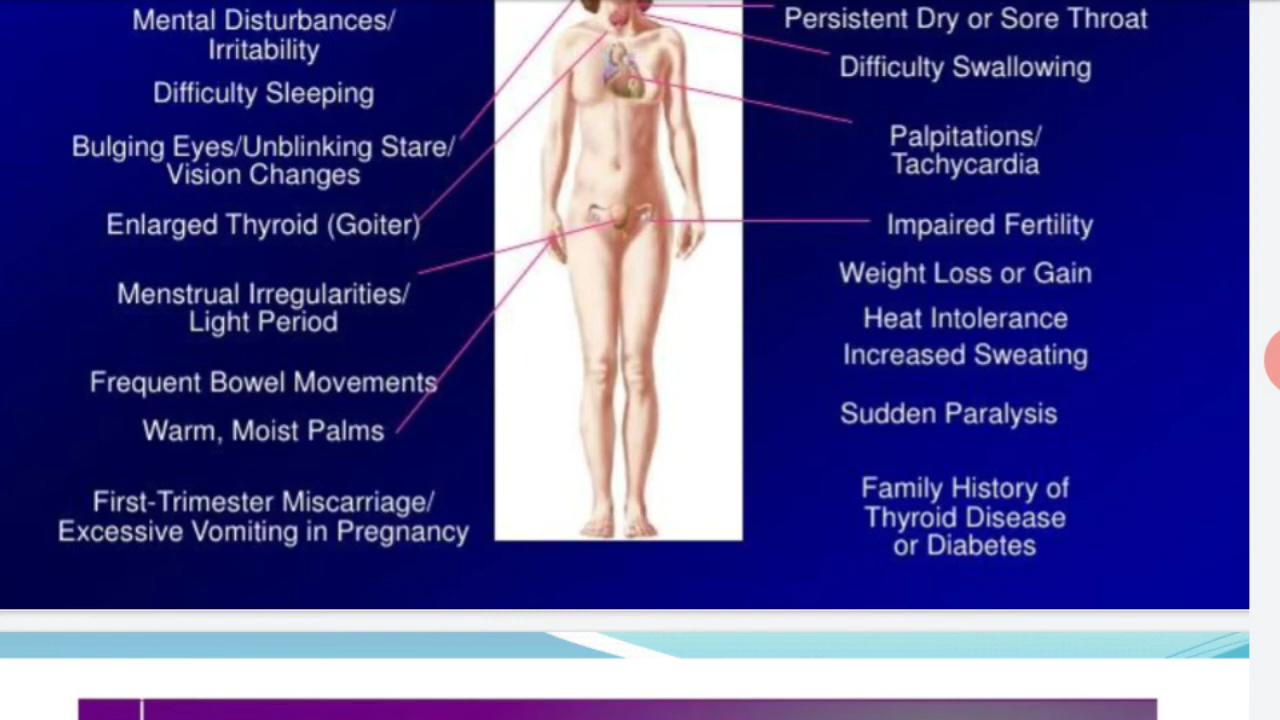 Mental Disturbances/
Irritability
Difficulty Sleeping
Bulging Eyes/Unblinking Stare/
Vision Changes
Enlarged Thyroid (Goiter)
Menstrual Irregularities/
Light Period
Frequent Bowel Movements
Warm, Moist Palms
First-Trimester Miscarriage/
Excessive Vomiting in Pregnancy
Persistent Dry or Sore Throat
Difficulty Swallowing
Palpitations/
Tachycardia
Impaired Fertility
Weight Loss or Gain
Heat Intolerance
Increased Sweating
Sudden Paralysis
Family History of
Thyroid Disease
or Diabetes